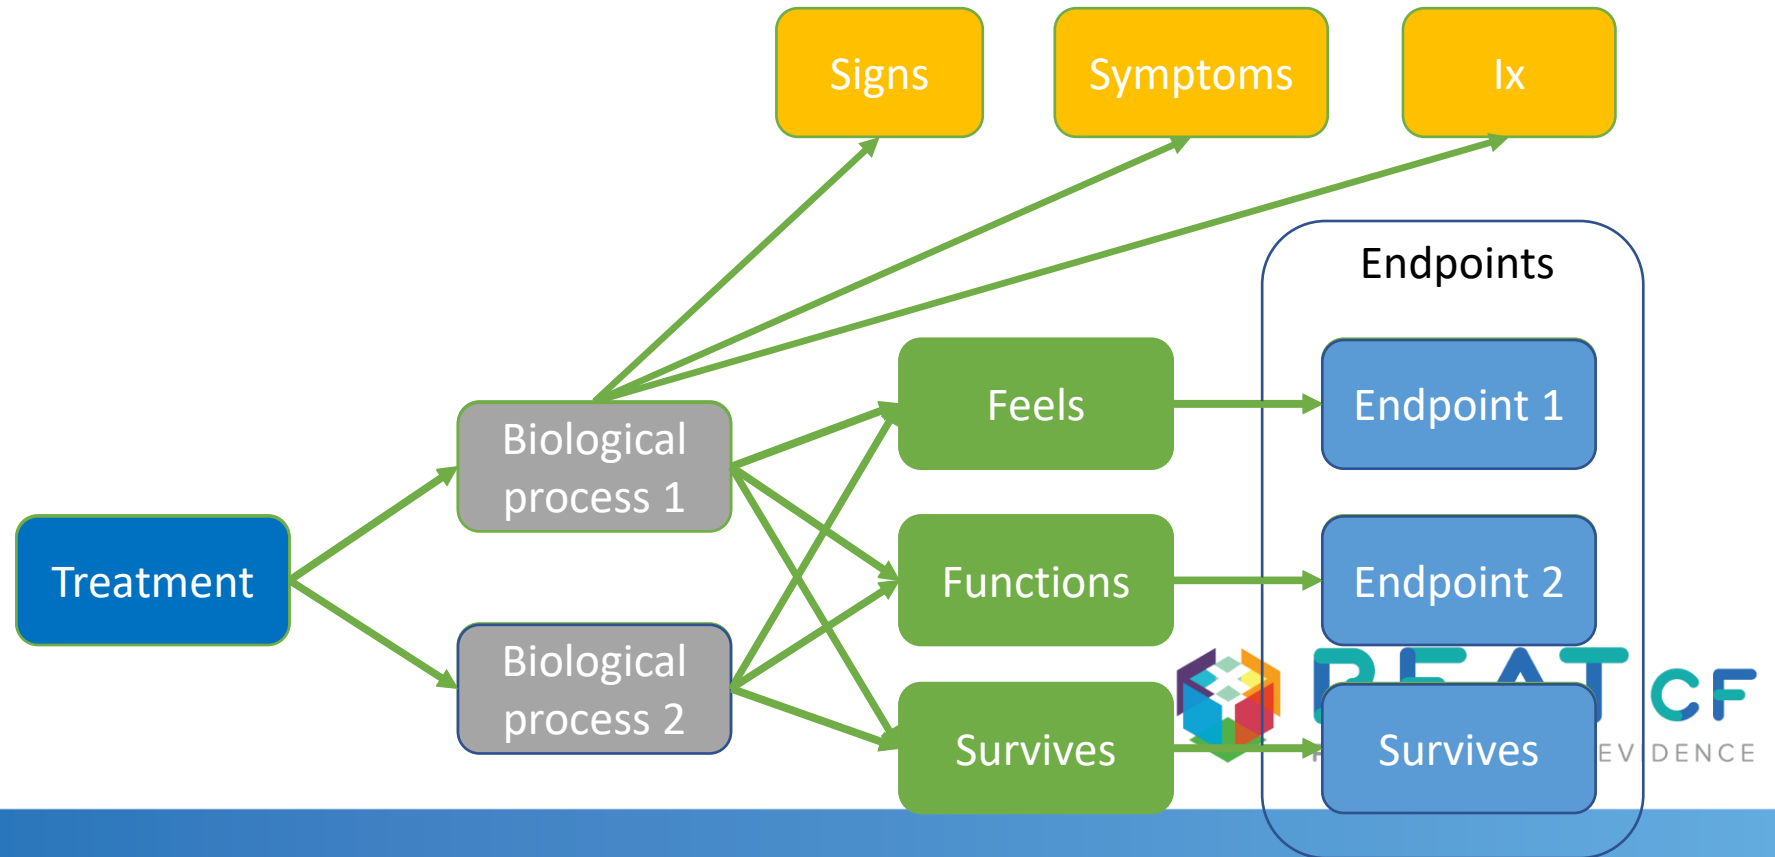 Signs
Symptoms
Ix
Endpoints
Feels
Endpoint 1
Biological
process 1
Treatment
Functions
Endpoint 2
Biological
process 2
Survives
Survives
CF
EVIDENCE